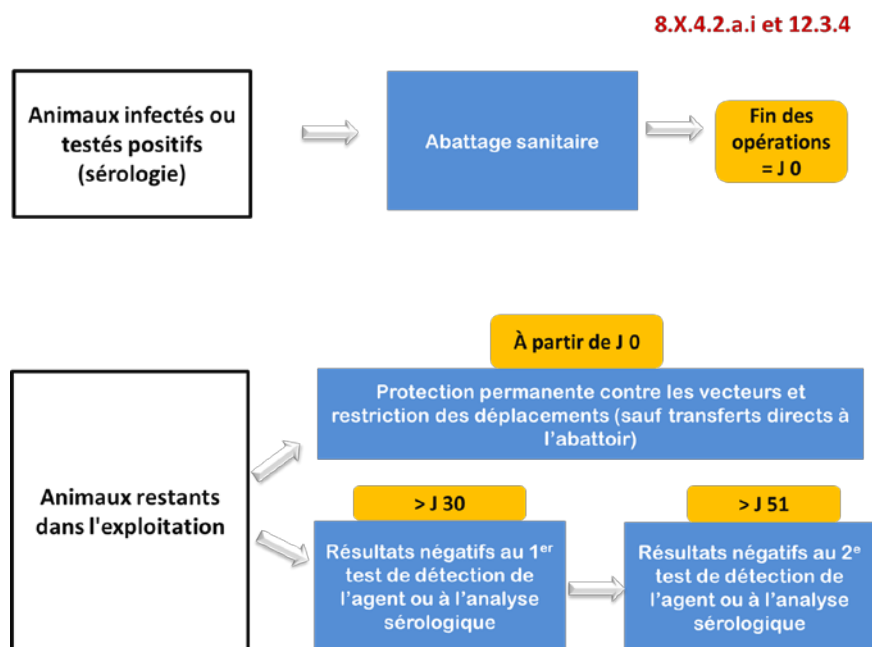 8.X.4.2.a.i et 12.3.4
Animaux infectés ou
testés positifs
(sérologie)
Abattage sanitaire
Fin des
opérations
= J 0
À partir de J 0
Protection permanente contre les vecteurs et
restriction des déplacements (sauf transferts directs à
l'abattoir)
Animaux restants
dans l'exploitation
> J 30
Résultats négatifs au 1er
test de détection de
l'agent ou à l'analyse
sérologique
> J 51
Résultats négatifs au 2e
test de détection de
l'agent ou à l'analyse
sérologique